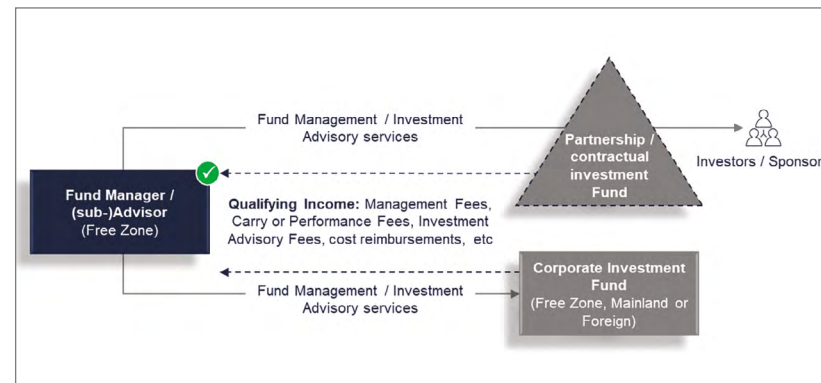 Fund Management / Investment
Advisory services
Partnership /
contractual
investment
Fund
Investors / Sponsor
Fund Manager /
(sub-)Advisor
(Free Zone)
Qualifying Income: Management Fees,
Carry or Performance Fees, Investment
Advisory Fees, cost reimbursements, etc
Corporate Investment
Fund
(Free Zone, Mainland or
Foreign)
Fund Management / Investment
Advisory services